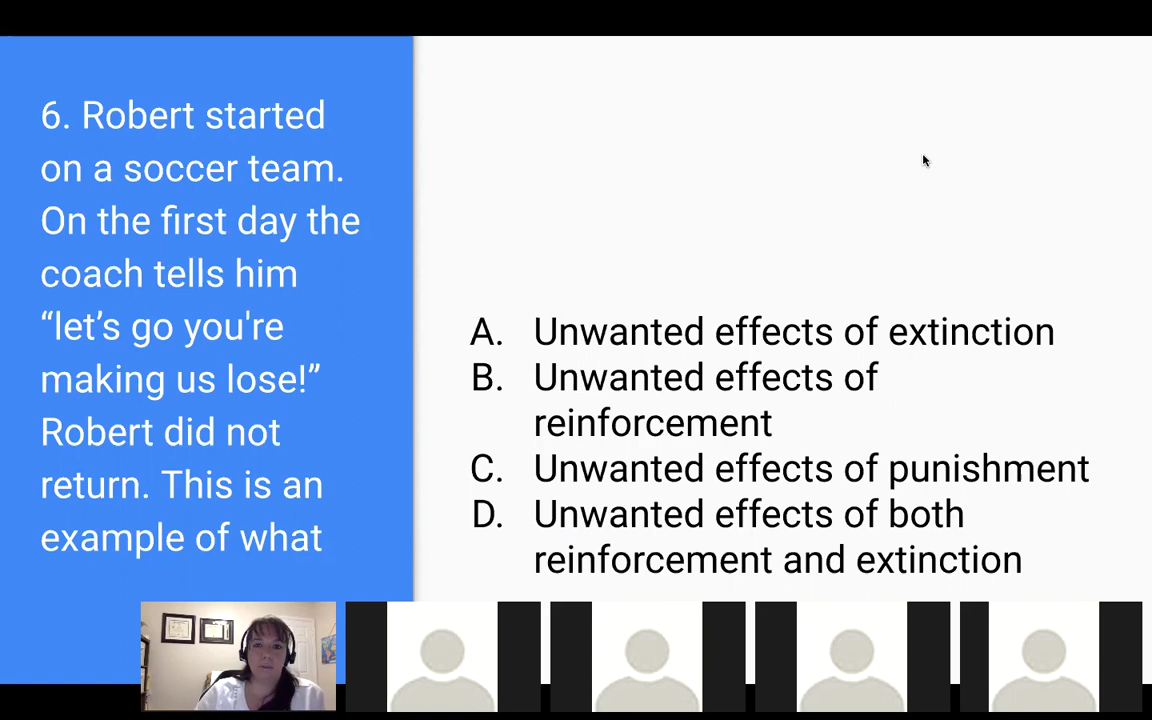 6. Robert started
on a soccer team.
On the first day the
coach tells him
“let’s go you're
making us lose!”
Robert did not
return. This is an
example of what
A. Unwanted effects of extinction
B. Unwanted effects of
reinforcement
C. Unwanted effects of punishment
D. Unwanted effects of both
reinforcement and extinction